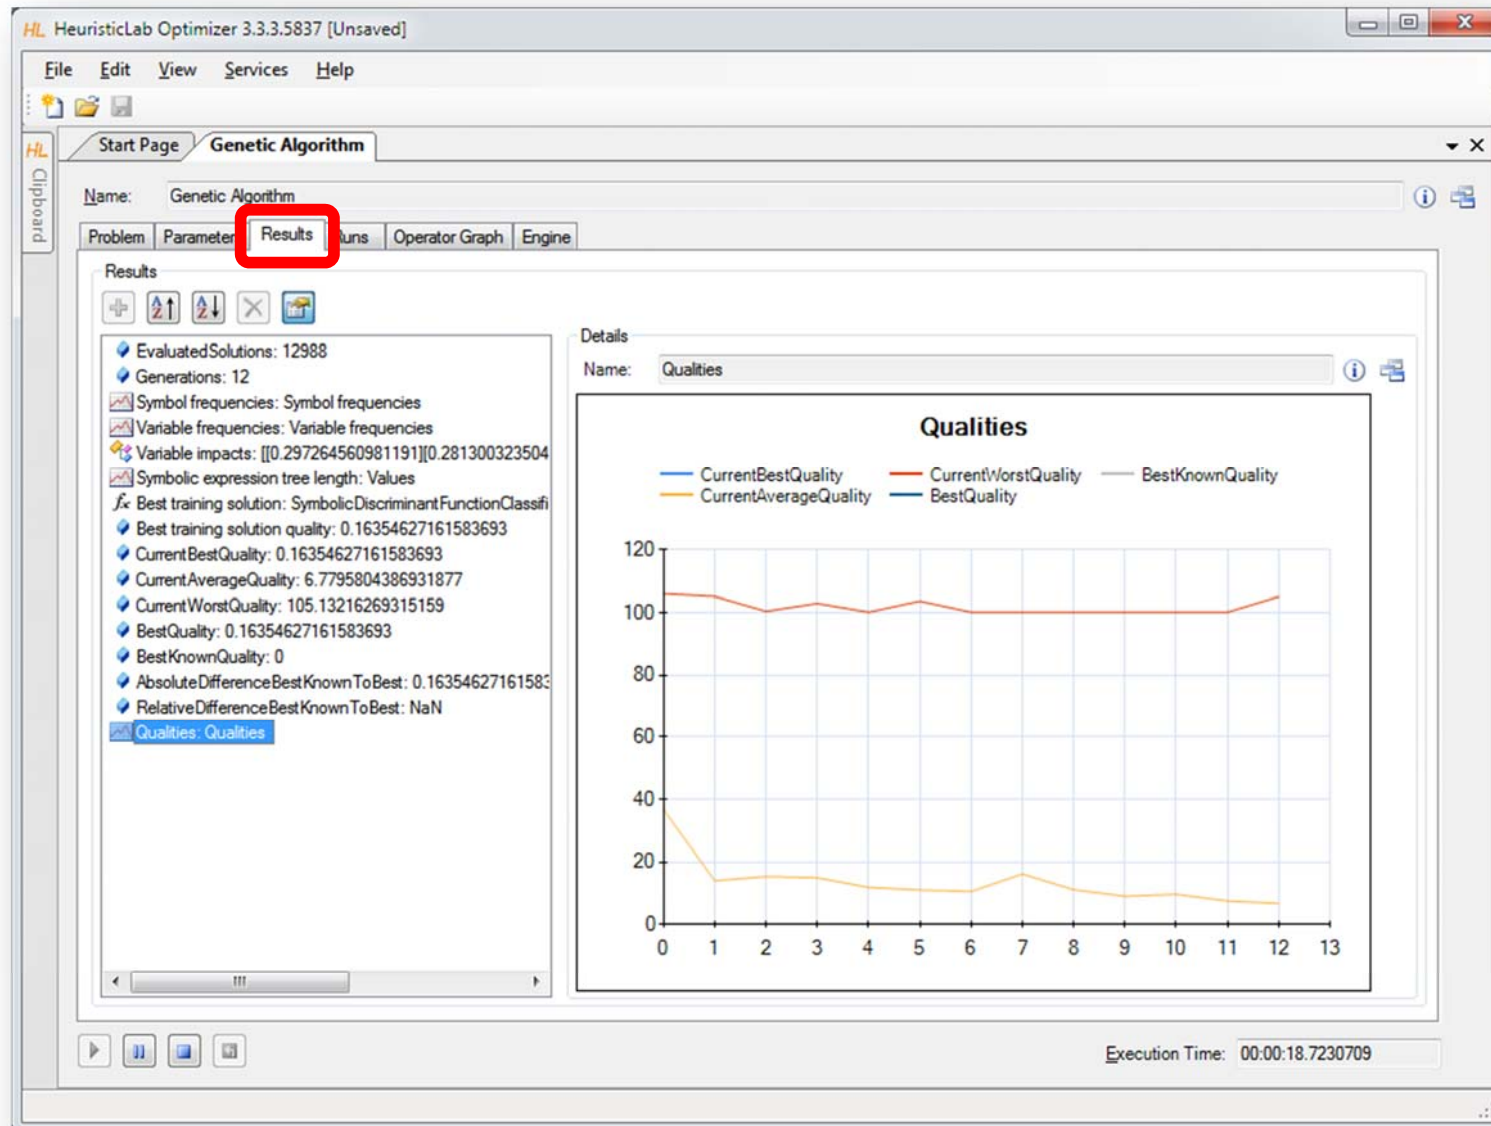 HL HeuristicLab Optimizer 3.3.3.5837 [Unsaved]
File Edit View Services Help
HL Clipboard
Start Page Genetic Algorithm
Name: Genetic Algorithm
Problem Parameter Results Runs Operator Graph Engine
Results
EvaluatedSolutions: 12988
Generations: 12
Symbol frequencies: Symbol frequencies
Variable frequencies: Variable frequencies
Variable impacts: [[0.297264560981191][0.281300323504
Symbolic expression tree length: Values
Best training solution: SymbolicDiscriminantFunctionClassifi
Best training solution quality: 0.16354627161583693
CurrentBestQuality: 0.16354627161583693
CurrentAverageQuality: 6.7795804386931877
CurrentWorstQuality: 105.13216269315159
BestQuality: 0.16354627161583693
BestKnownQuality: 0
AbsoluteDifferenceBestKnownToBest: 0.16354627161583
RelativeDifferenceBestKnownToBest: NaN
Qualities: Qualities
Details
Name: Qualities
Qualities
CurrentBestQuality CurrentWorstQuality BestKnownQuality
CurrentAverageQuality BestQuality
120
100
80
60
40
20
0
0 1 2 3 4 5 6 7 8 9 10 11 12 13
Execution Time: 00:00:18.7230709